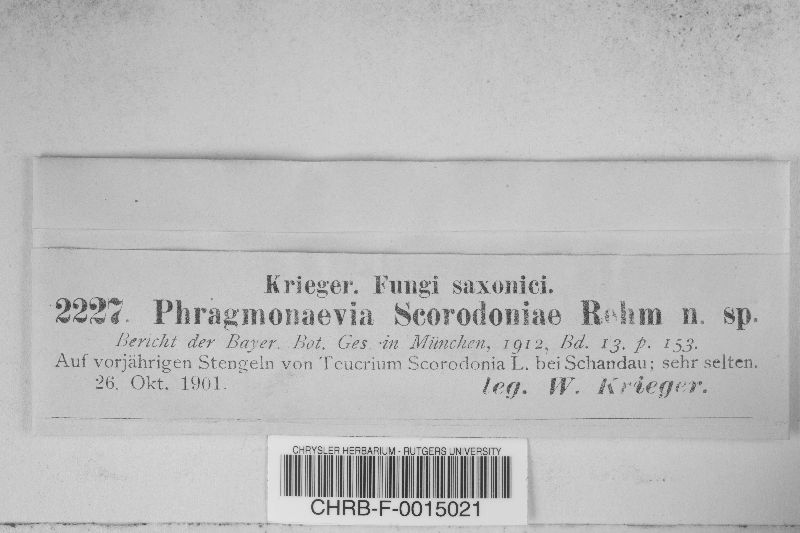 Krieger. Fungi saxonici.
2227. Phragmonaevia Scorodoniae Rehm n. sp.
Bericht der Bayer. Bot. Ges. in München, 1912, Bd. 13. p. 153.
Auf vorjährigen Stengeln von Teucrium Scorodonia L. bei Schandau; sehr selten.
26. Okt. 1901. leg. W. Krieger.
CHRYSLER HERBARIUM - RUTGERS UNIVERSITY
CHRB-F-0015021